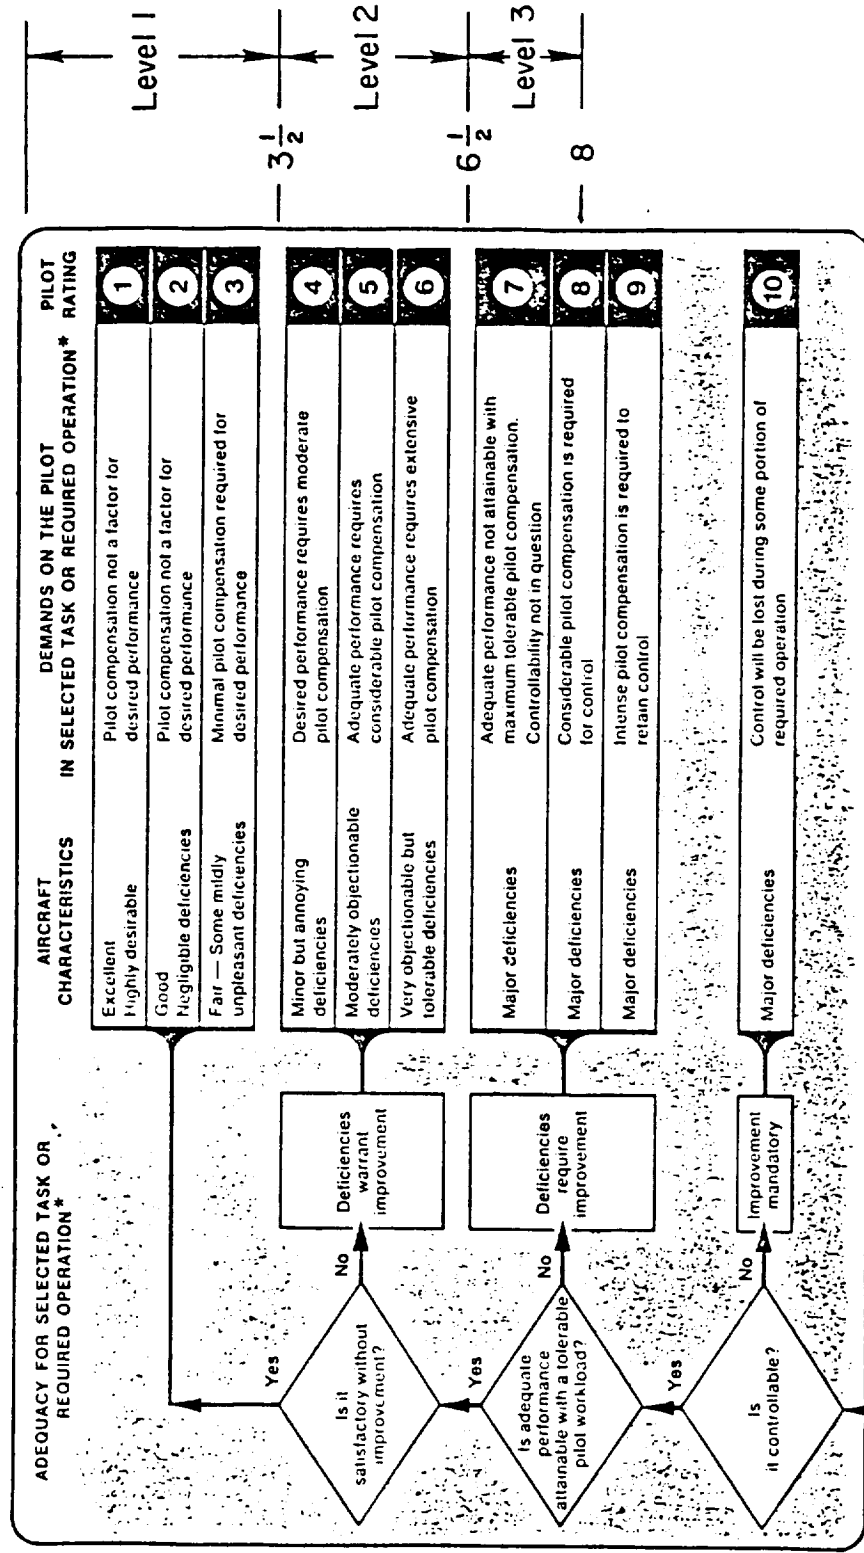 ADEQUACY FOR SELECTED TASK OR
REQUIRED OPERATION*
AIRCRAFT
CHARACTERISTICS
DEMANDS ON THE PILOT
IN SELECTED TASK OR REQUIRED OPERATION*
PILOT
RATING
Excellent
Highly desirable
Pilot compensation not a factor for
desired performance
1
Good
Negligible deficiencies
Pilot compensation not a factor for
desired performance
2
Fair — Some mildly
unpleasant deficiencies
Minimal pilot compensation required for
desired performance
3
Yes
Is it
satisfactory without
improvement?
No
Deficiencies
warrant
improvement
Minor but annoying
deficiencies
Desired performance requires moderate
pilot compensation
4
Moderately objectionable
deficiencies
Adequate performance requires
considerable pilot compensation
5
Very objectionable but
tolerable deficiencies
Adequate performance requires extensive
pilot compensation
6
Yes
Is adequate
performance
attainable with a tolerable
pilot workload?
No
Deficiencies
require
improvement
Major deficiencies
Adequate performance not attainable with
maximum tolerable pilot compensation.
Controllability not in question
7
Major deficiencies
Considerable pilot compensation is required
for control
8
Major deficiencies
Intense pilot compensation is required to
retain control
9
Yes
Is
it controllable?
No
Improvement
mandatory
Major deficiencies
Control will be lost during some portion of
required operation
10
Level 1
3 1/2
Level 2
6 1/2
Level 3
8